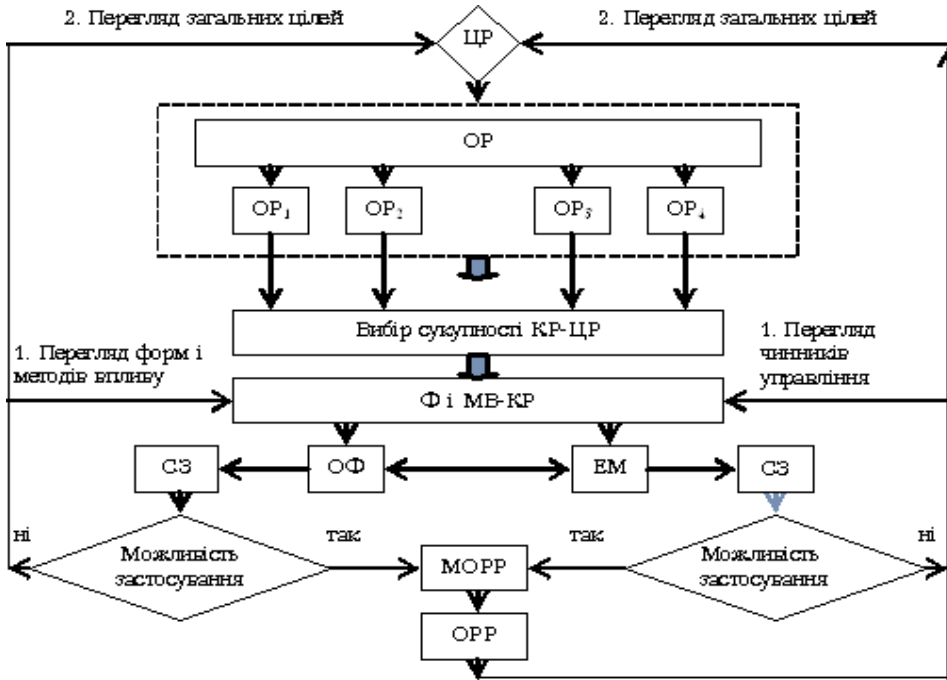 2. Перегляд загальних цілей
2. Перегляд загальних цілей
ЦР
ОР
ОР1
ОР2
ОР3
ОР4
Вибір сукупності КР-ЦР
1. Перегляд форм і
методів впливу
1. Перегляд
чинників
управління
Ф і МВ-КР
СЗ
ОФ
ЕМ
СЗ
ні
Можливість
застосування
так
МОРР
так
Можливість
застосування
ні
ОРР